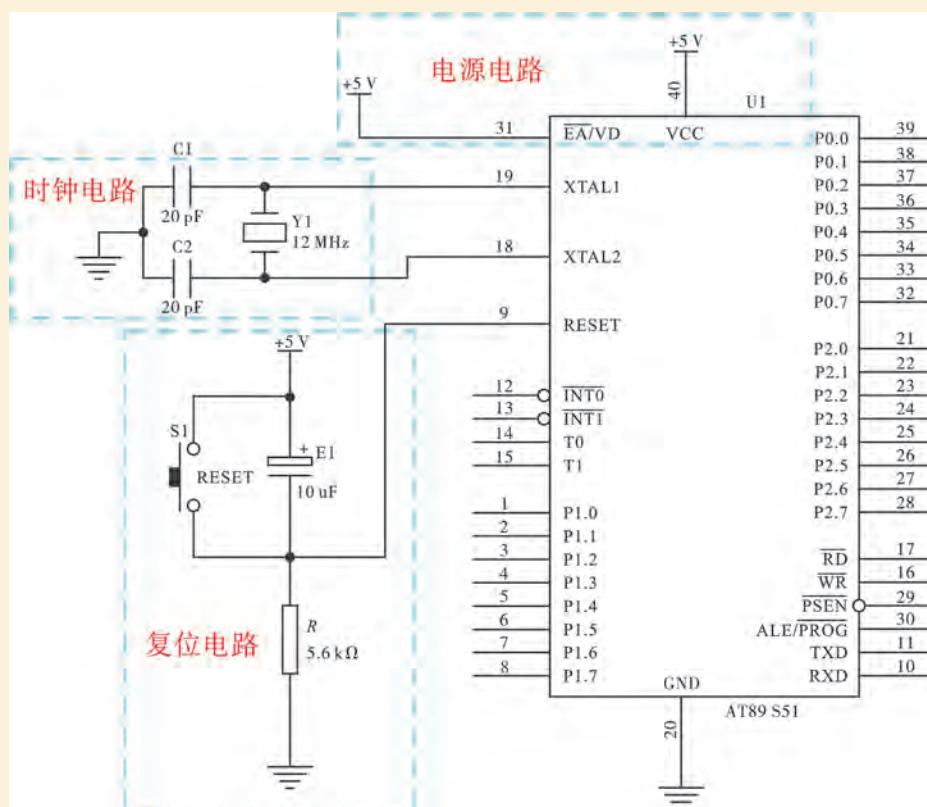 电源电路
+5 V
+5 V
40
U1
31
EA/VD
VCC
P0.0
39
时钟电路
C1
20 pF
C2
20 pF
Y1
12 MHz
19
XTAL1
18
XTAL2
9
RESET
P0.1
38
P0.2
37
P0.3
36
P0.4
35
P0.5
34
P0.6
33
P0.7
32
P2.0
21
P2.1
22
P2.2
23
P2.3
24
P2.4
25
P2.5
26
P2.6
27
P2.7
28
+5 V
S1
RESET
+
E1
10 uF
复位电路
R
5.6 kΩ
12
INT0
13
INT1
14
T0
15
T1
1
P1.0
2
P1.1
3
P1.2
4
P1.3
5
P1.4
6
P1.5
7
P1.6
8
P1.7
RD
17
WR
16
PSEN
29
ALE/PROG
30
TXD
11
RXD
10
GND
20
AT89 S51